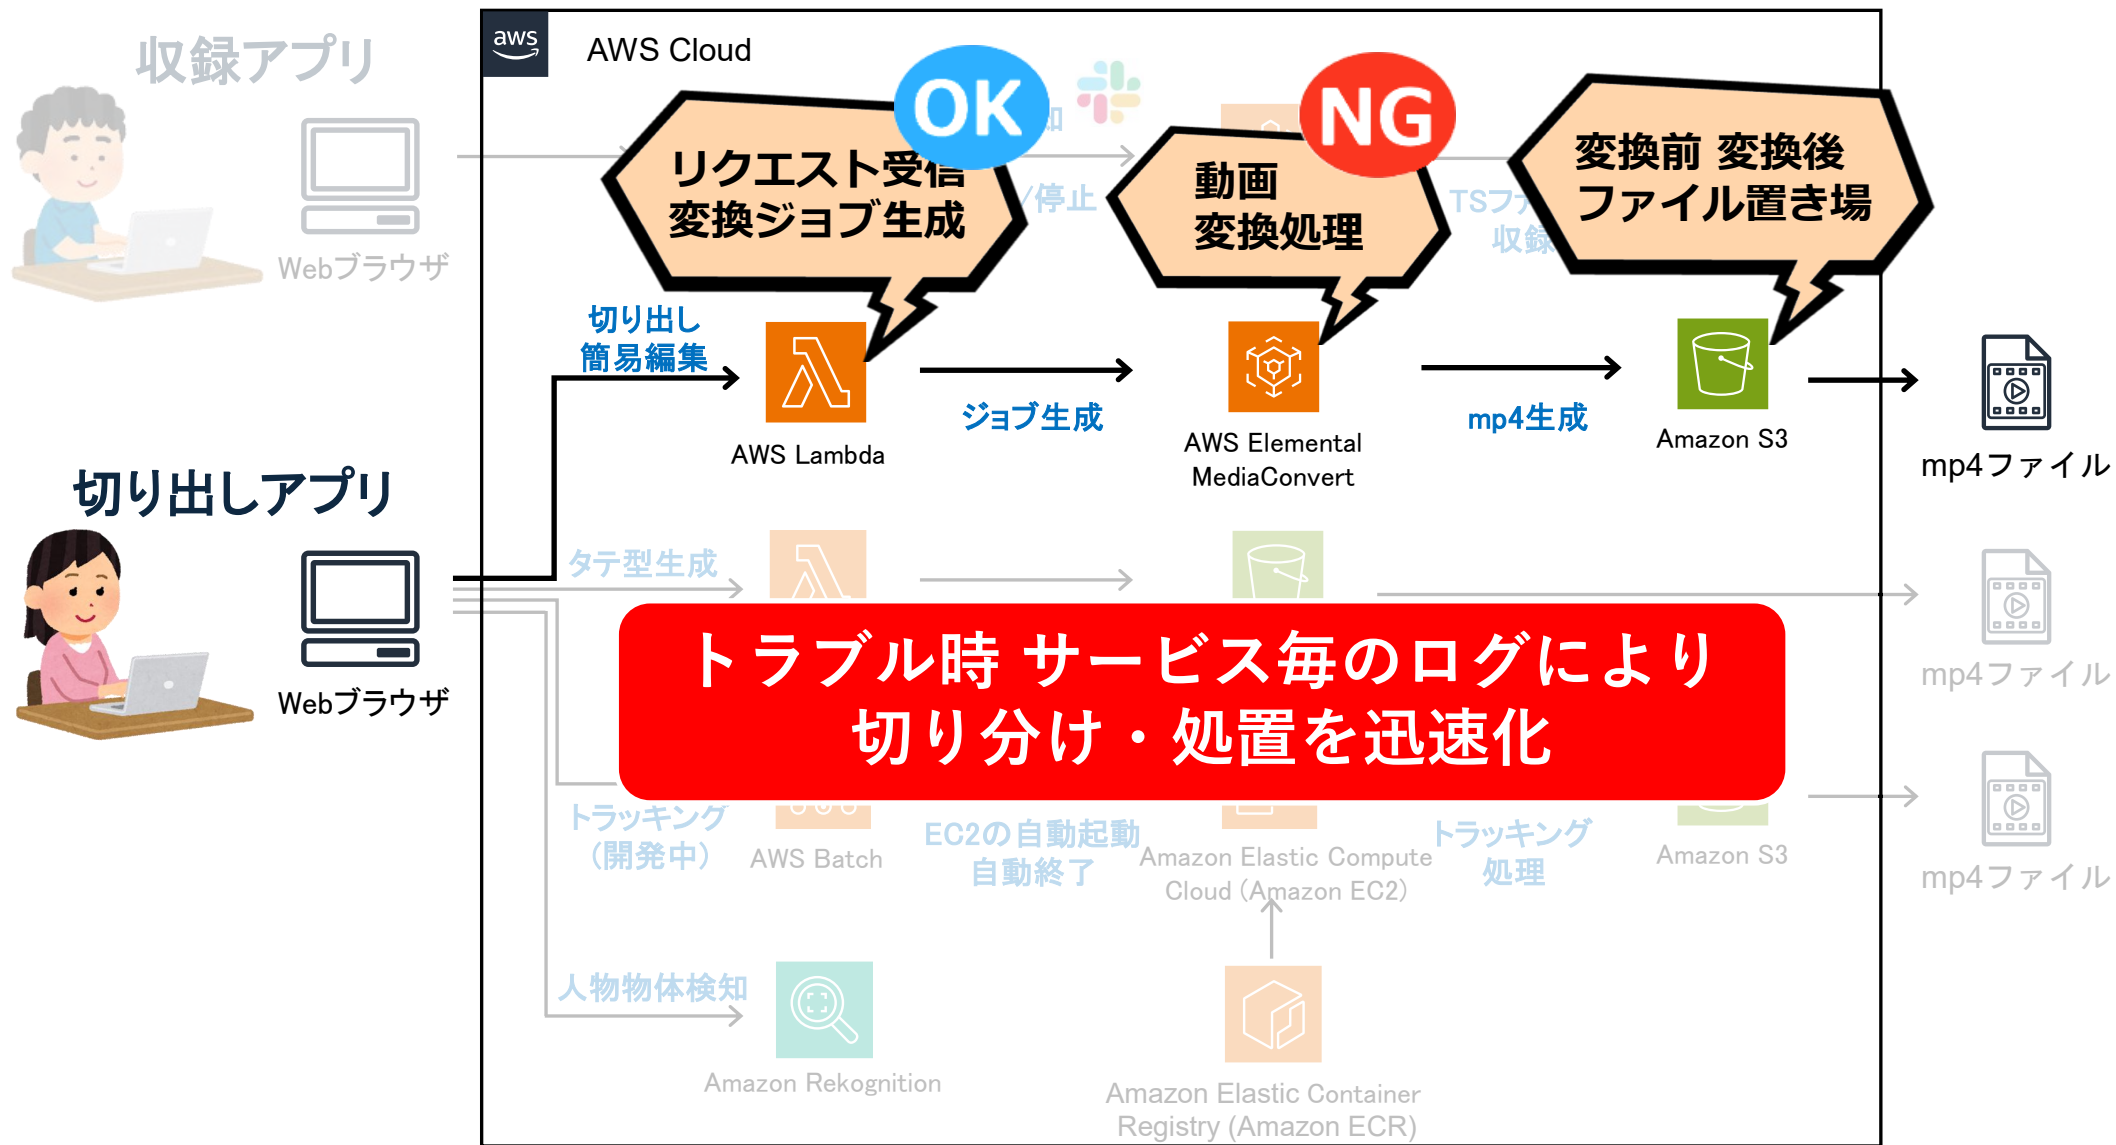 収録アプリ
Webブラウザ
aws
AWS Cloud
OK
NG
リクエスト受信
変換ジョブ生成
知
/停止
動画
変換処理
TSファ
収録
変換前 変換後
ファイル置き場
切り出し
簡易編集
AWS Lambda
ジョブ生成
AWS Elemental
MediaConvert
mp4生成
Amazon S3
mp4ファイル
切り出しアプリ
Webブラウザ
タテ型生成
mp4ファイル
トラブル時 サービス毎のログにより
切り分け・処置を迅速化
トラッキング
(開発中)
AWS Batch
EC2の自動起動
自動終了
Amazon Elastic Compute
Cloud (Amazon EC2)
トラッキング
処理
Amazon S3
mp4ファイル
人物物体検知
Amazon Rekognition
Amazon Elastic Container
Registry (Amazon ECR)